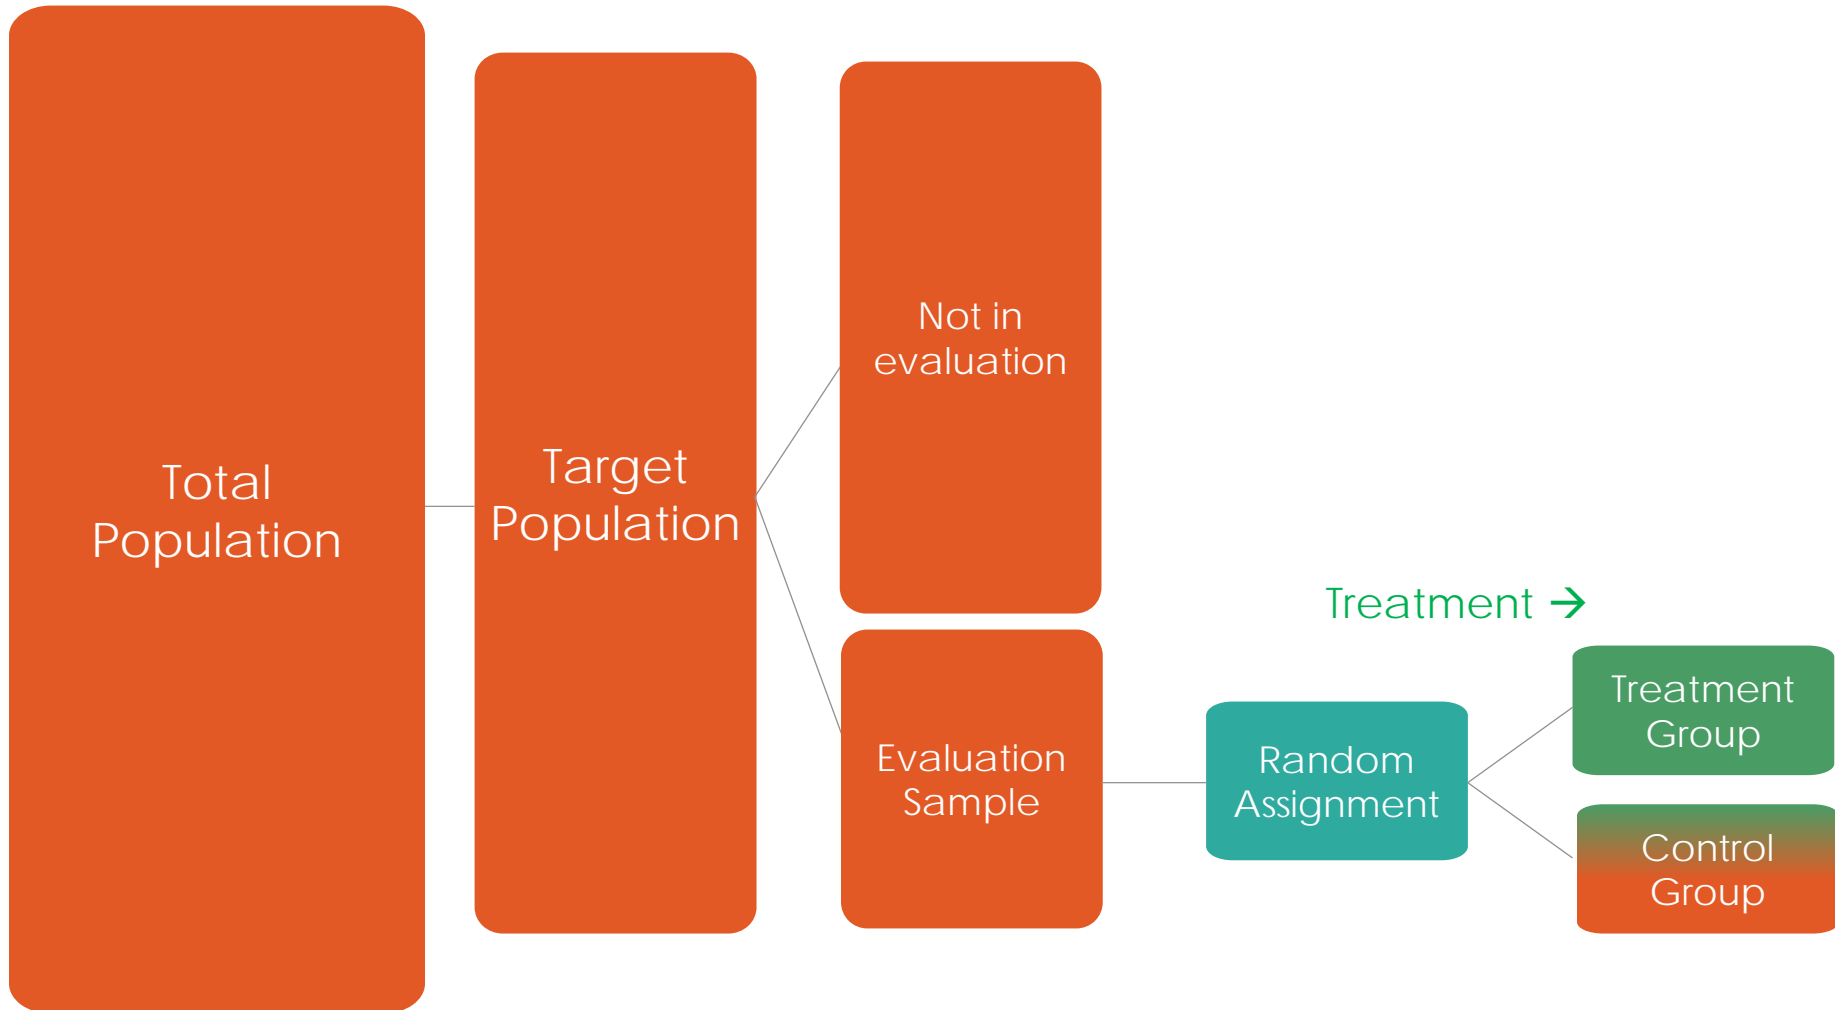 Total
Population
Target
Population
Not in
evaluation
Evaluation
Sample
Random
Assignment
Treatment →
Treatment
Group
Control
Group